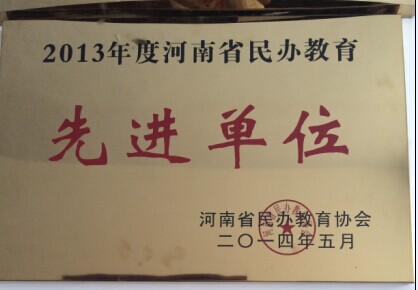 2013年度河南省民办教育
先进单位
河南省民办教育协会
二〇一四年五月